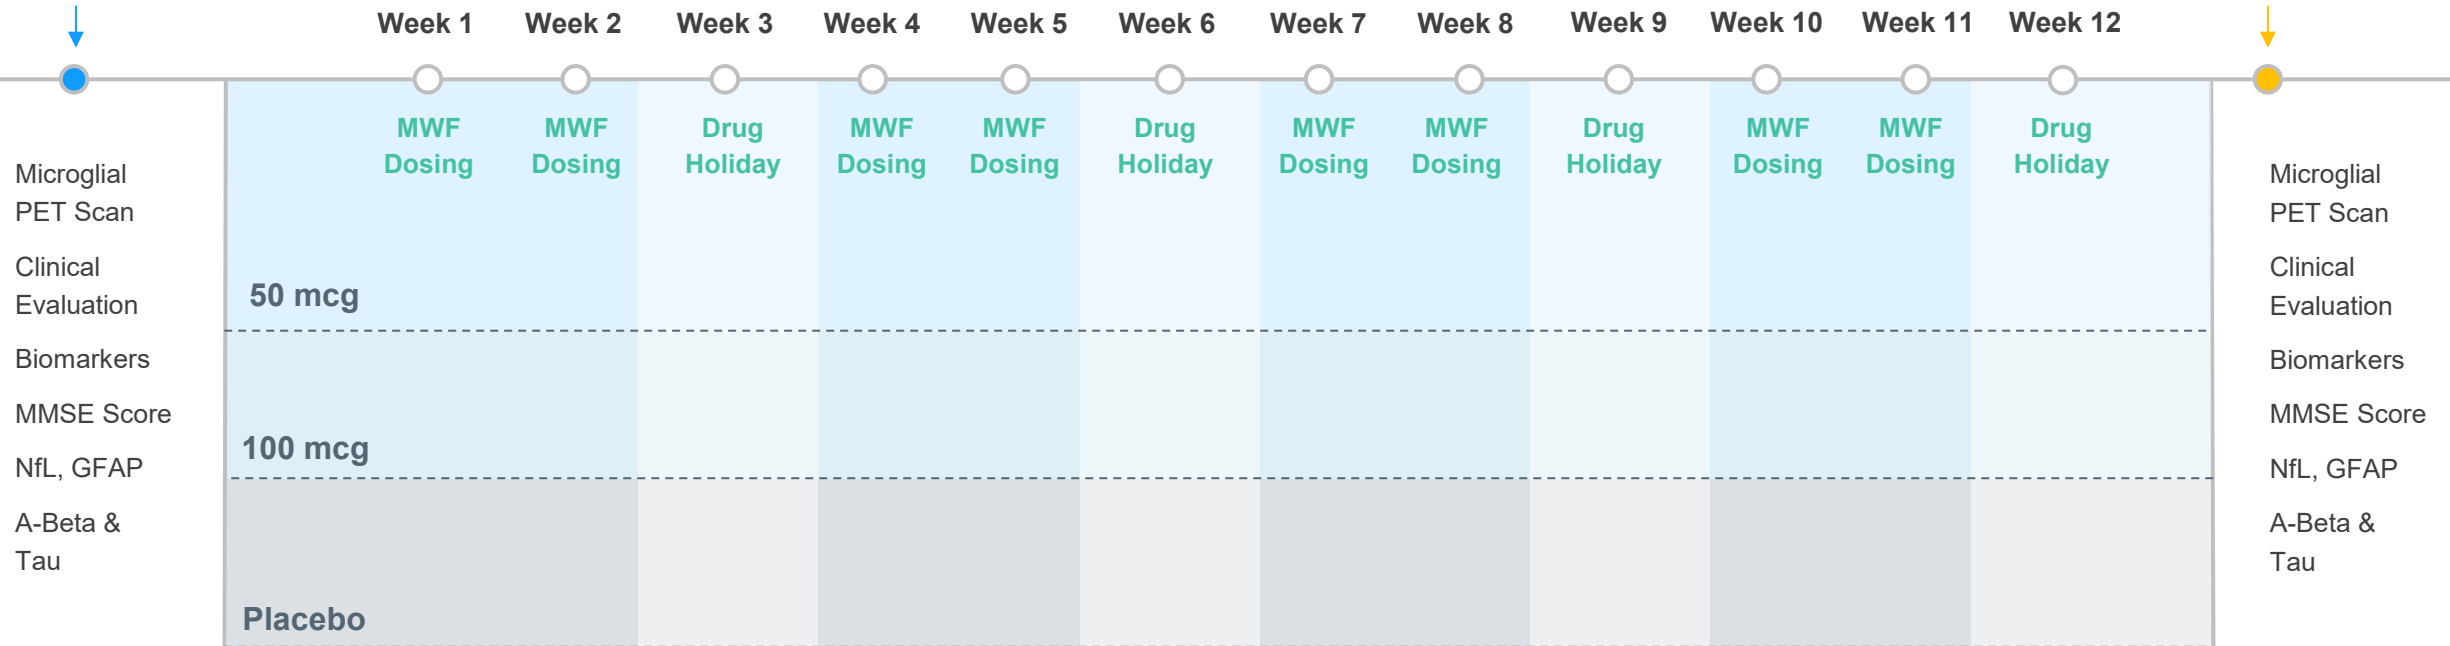 Week 1 Week 2 Week 3 Week 4 Week 5 Week 6 Week 7 Week 8 Week 9 Week 10 Week 11 Week 12
MWF MWF Drug MWF MWF Drug MWF MWF Drug MWF MWF Drug
Dosing Dosing Holiday Dosing Dosing Holiday Dosing Dosing Holiday Dosing Dosing Holiday
Microglial
PET Scan
Clinical
Evaluation
Biomarkers
MMSE Score
NfL, GFAP
A-Beta &
Tau
50 mcg
100 mcg
Placebo
Microglial
PET Scan
Clinical
Evaluation
Biomarkers
MMSE Score
NfL, GFAP
A-Beta &
Tau